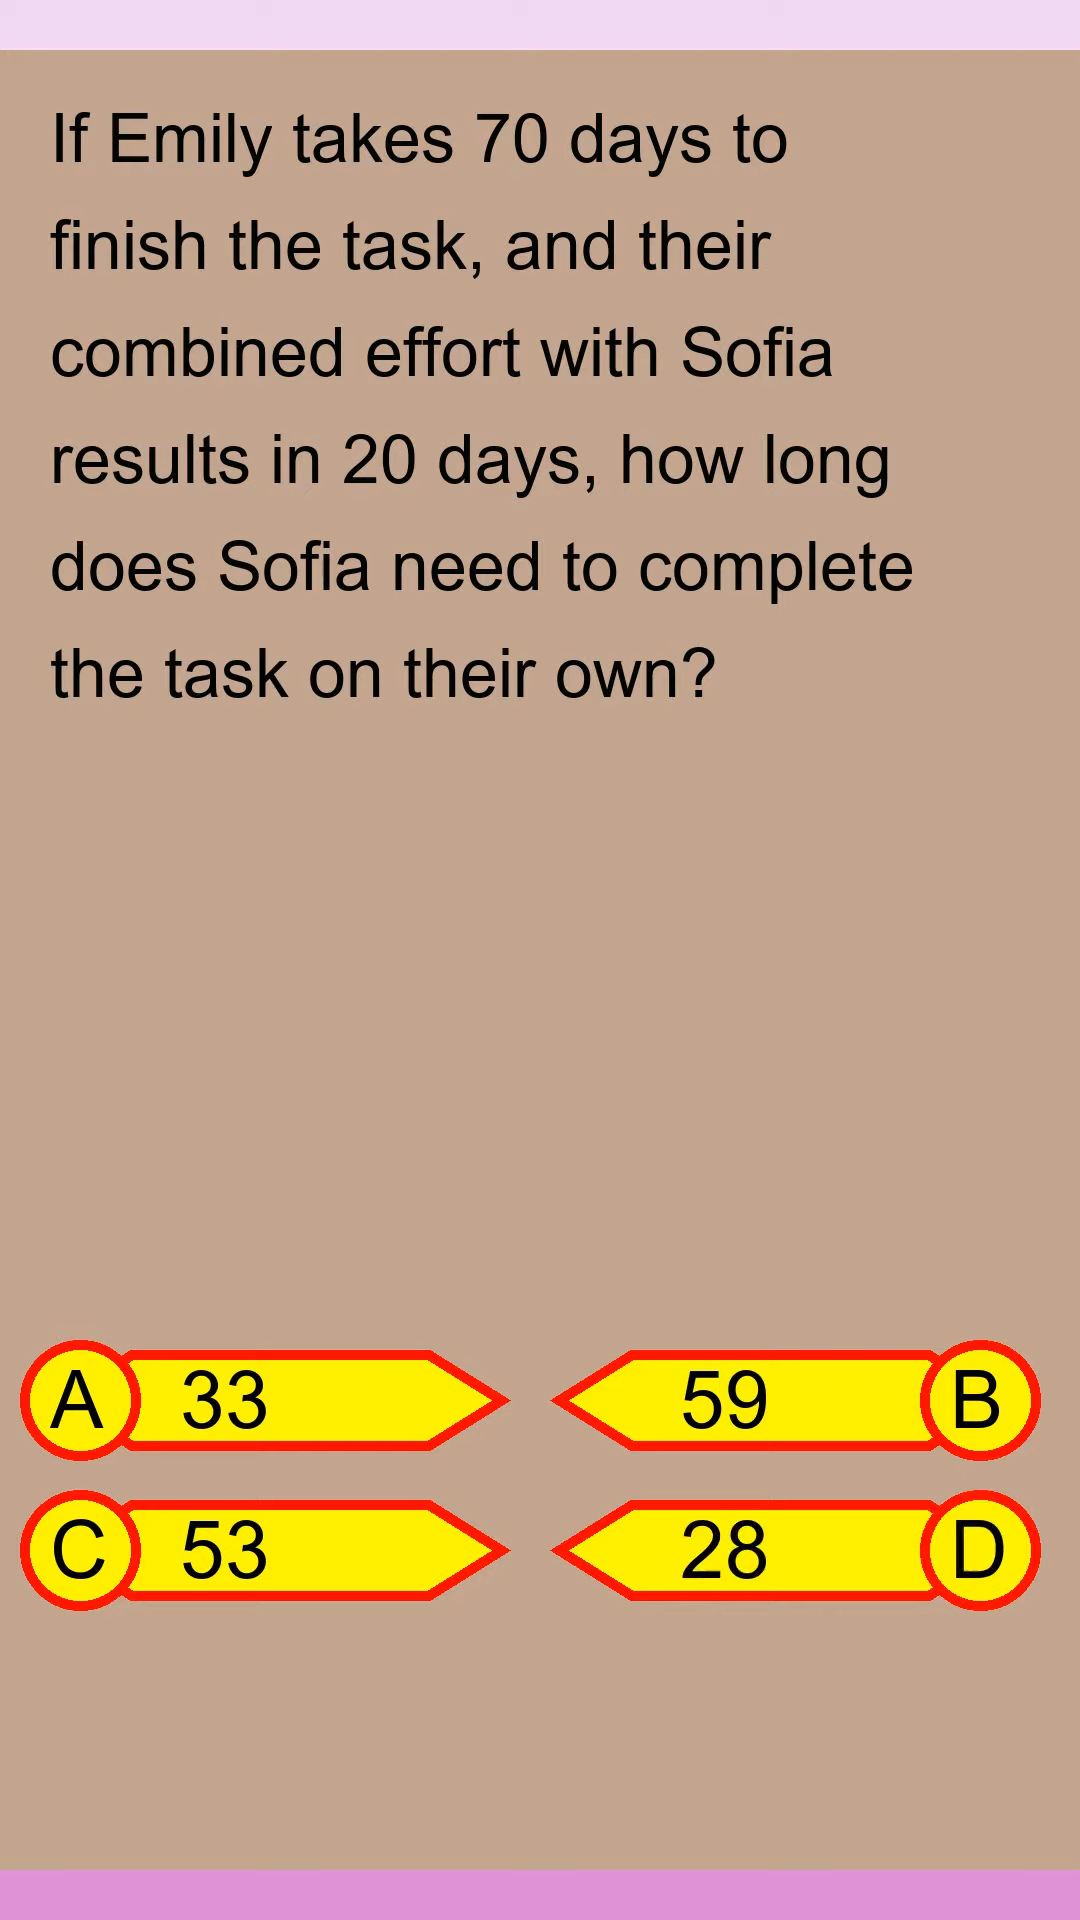 If Emily takes 70 days to
finish the task, and their
combined effort with Sofia
results in 20 days, how long
does Sofia need to complete
the task on their own?
A 33
59 B
C 53
28 D